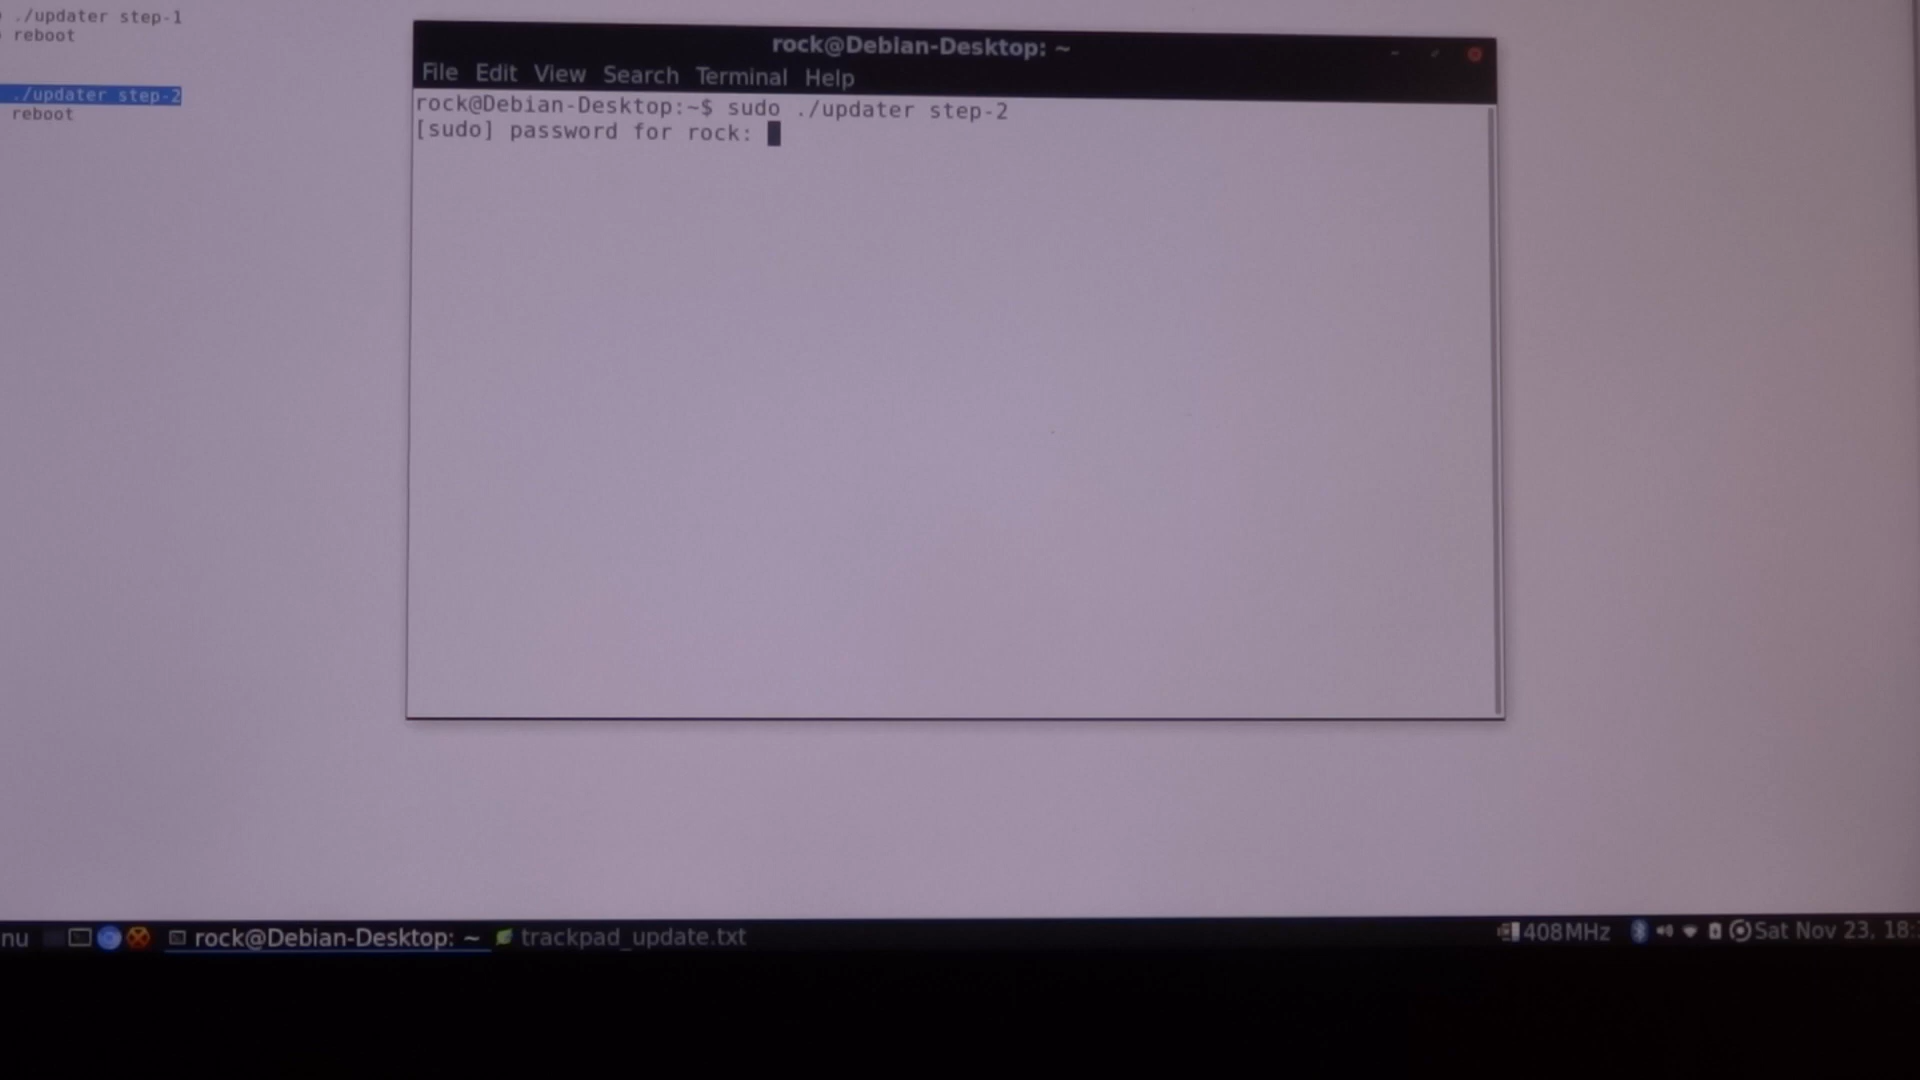 ./updater step-1
reboot
./updater step-2
reboot
rock@Debian-Desktop: ~
File Edit View Search Terminal Help
rock@Debian-Desktop:~$ sudo ./updater step-2
[sudo] password for rock:
nu
rock@Debian-Desktop: ~
trackpad_update.txt
408MHz
Sat Nov 23, 18: